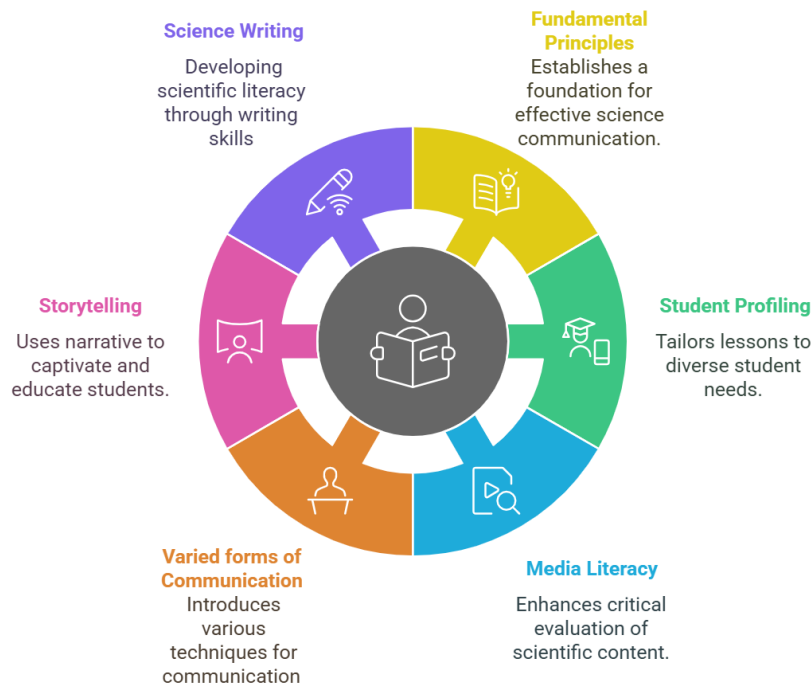 Science Writing
Developing
scientific literacy
through writing
skills
Fundamental
Principles
Establishes a
foundation for
effective science
communication.
Storytelling
Uses narrative to
captivate and
educate students.
Student Profiling
Tailors lessons to
diverse student
needs.
Varied forms of
Communication
Introduces
various
techniques for
communication
Media Literacy
Enhances critical
evaluation of
scientific content.